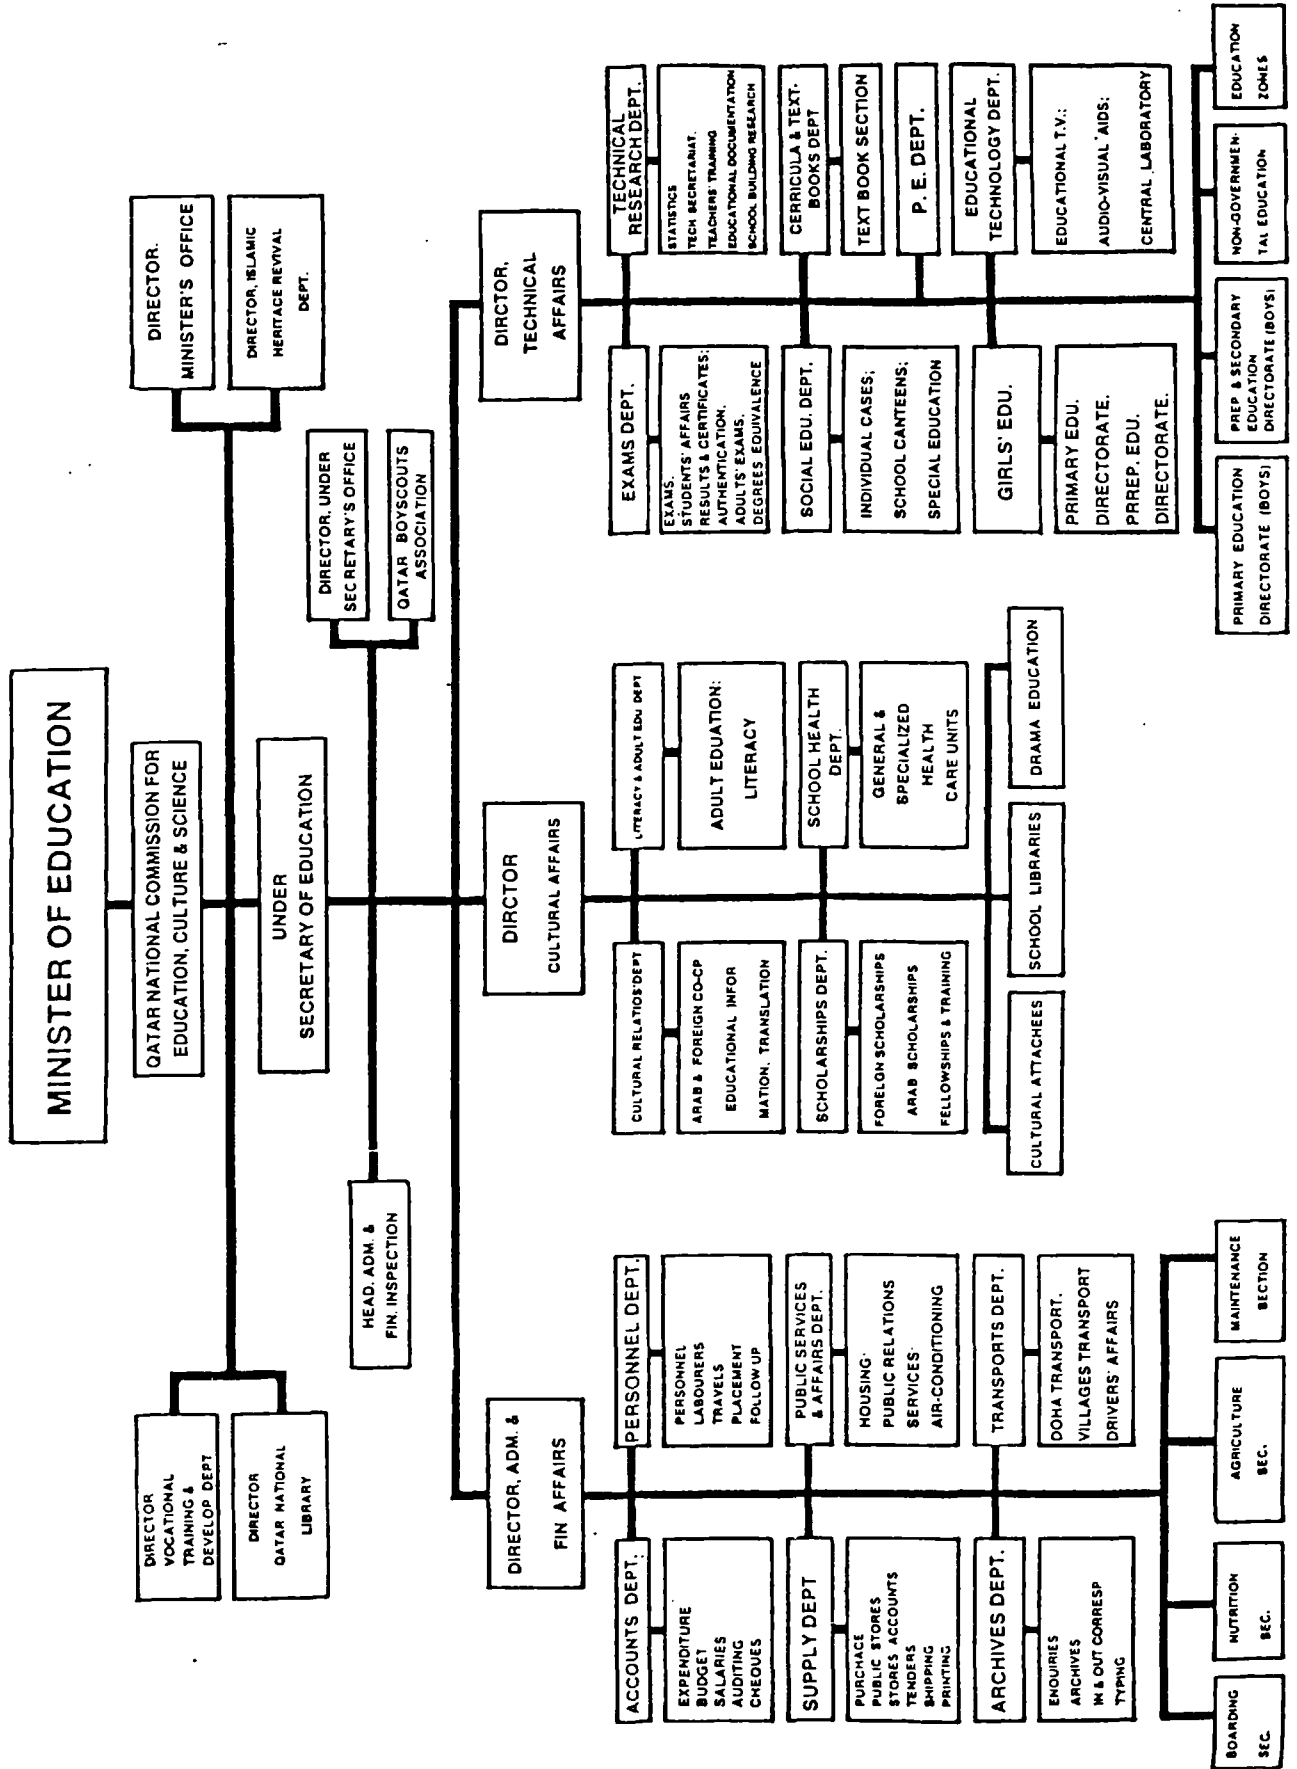 MINISTER OF EDUCATION
QATAR NATIONAL COMMISSION FOR
EDUCATION, CULTURE & SCIENCE
DIRECTOR
VOCATIONAL
TRAINING &
DEVELOP DEPT
DIRECTOR
QATAR NATIONAL
LIBRARY
DIRECTOR.
MINISTER'S OFFICE
DIRECTOR, ISLAMIC
HERITAGE REVIVAL
DEPT.
UNDER
SECRETARY OF EDUCATION
HEAD. ADM. &
FIN. INSPECTION
DIRECTOR, UNDER
SECRETARY'S OFFICE
QATAR BOYSCOUTS
ASSOCIATION
DIRECTOR, ADM. &
FIN AFFAIRS
ACCOUNTS DEPT.
EXPENDITURE
BUDGET
SALARIES
AUDITING
CHEQUES
PERSONNEL DEPT.
PERSONNEL
LABOURERS
TRAVELS
PLACEMENT
FOLLOW UP
SUPPLY DEPT
PURCHACE
PUBLIC STORES
STORES ACCOUNTS
TENDERS
SHIPPING
PRINTING
PUBLIC SERVICES
& AFFAIRS DEPT.
HOUSING
PUBLIC RELATIONS
SERVICES
AIR-CONDITIONING
ARCHIVES DEPT.
ENQUIRIES
ARCHIVES
IN & OUT CORRESP
TYPING
TRANSPORTS DEPT.
DOHA TRANSPORT.
VILLAGES TRANSPORT
DRIVERS' AFFAIRS
BOARDING
SEC.
NUTRITION
SEC.
AGRICULTURE
SEC.
MAINTENANCE
SECTION
DIRCTOR
CULTURAL AFFAIRS
CULTURAL RELATIOS'DEPT
ARAB & FOREIGN CO-CP
EDUCATIONAL INFOR
MATION, TRANSLATION
LITERACY & ADULT EDU DEPT
ADULT EDUATION:
LITERACY
SCHOLARSHIPS DEPT.
FORELGN SCHOLARSHIPS
ARAB SCHOLARSHIPS
FELLOWSHIPS & TRAINING
SCHOOL HEALTH
DEPT.
GENERAL &
SPECIALIZED
HEALTH
CARE UNITS
CULTURAL ATTACHEES
SCHOOL LIBRARIES
DRAMA EDUCATION
DIRCTOR,
TECHNICAL
AFFAIRS
EXAMS DEPT.
EXAMS.
STUDENTS' AFFAIRS
RESULTS & CERTIFICATES;
AUTHENTICATION.
ADULTS' EXAMS.
DEGREES EQUIVALENCE
TECHNICAL
RESEARCH DEPT.
STATISTICS
TECH SECRETARIAT.
TEACHERS' TRAINING
EDUCATIONAL DOCUMENTATION
SCHOOL BUILDING RESEARCH
SOCIAL EDU. DEPT.
INDIVIDUAL CASES;
SCHOOL CANTEENS;
SPECIAL EDUCATION
CERRICULA & TEXT-
BOOKS DEPT
TEXT BOOK SECTION
P. E. DEPT.
GIRLS' EDU.
PRIMARY EDU.
DIRECTORATE.
PREP. EDU.
DIRECTORATE.
EDUCATIONAL
TECHNOLOGY DEPT.
EDUCATIONAL T.V.;
AUDIO-VISUAL AIDS;
CENTRAL LABORATORY
PRIMARY EDUCATION
DIRECTORATE (BOYS)
PREP & SECONDARY
EDUCATION
DIRECTORATE (BOYS)
NON-GOVERNMEN-
TAL EDUCATION
EDUCATION
ZONES